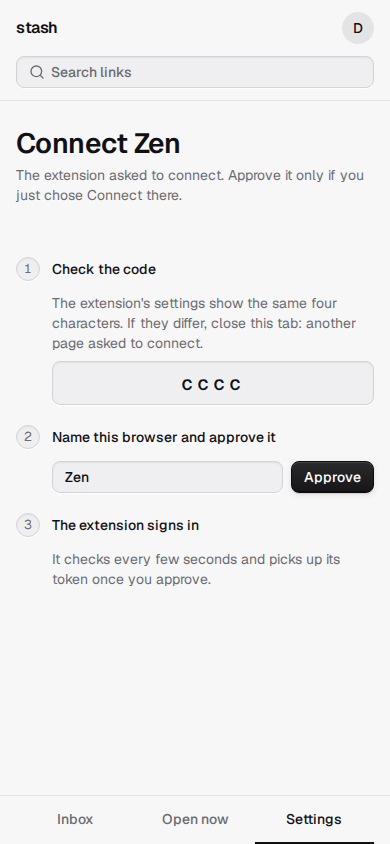 stash
D
Search links
Connect Zen
The extension asked to connect. Approve it only if you
just chose Connect there.
1
Check the code
The extension's settings show the same four
characters. If they differ, close this tab: another
page asked to connect.
CCCC
2
Name this browser and approve it
Zen
Approve
3
The extension signs in
It checks every few seconds and picks up its
token once you approve.
Inbox
Open now
Settings